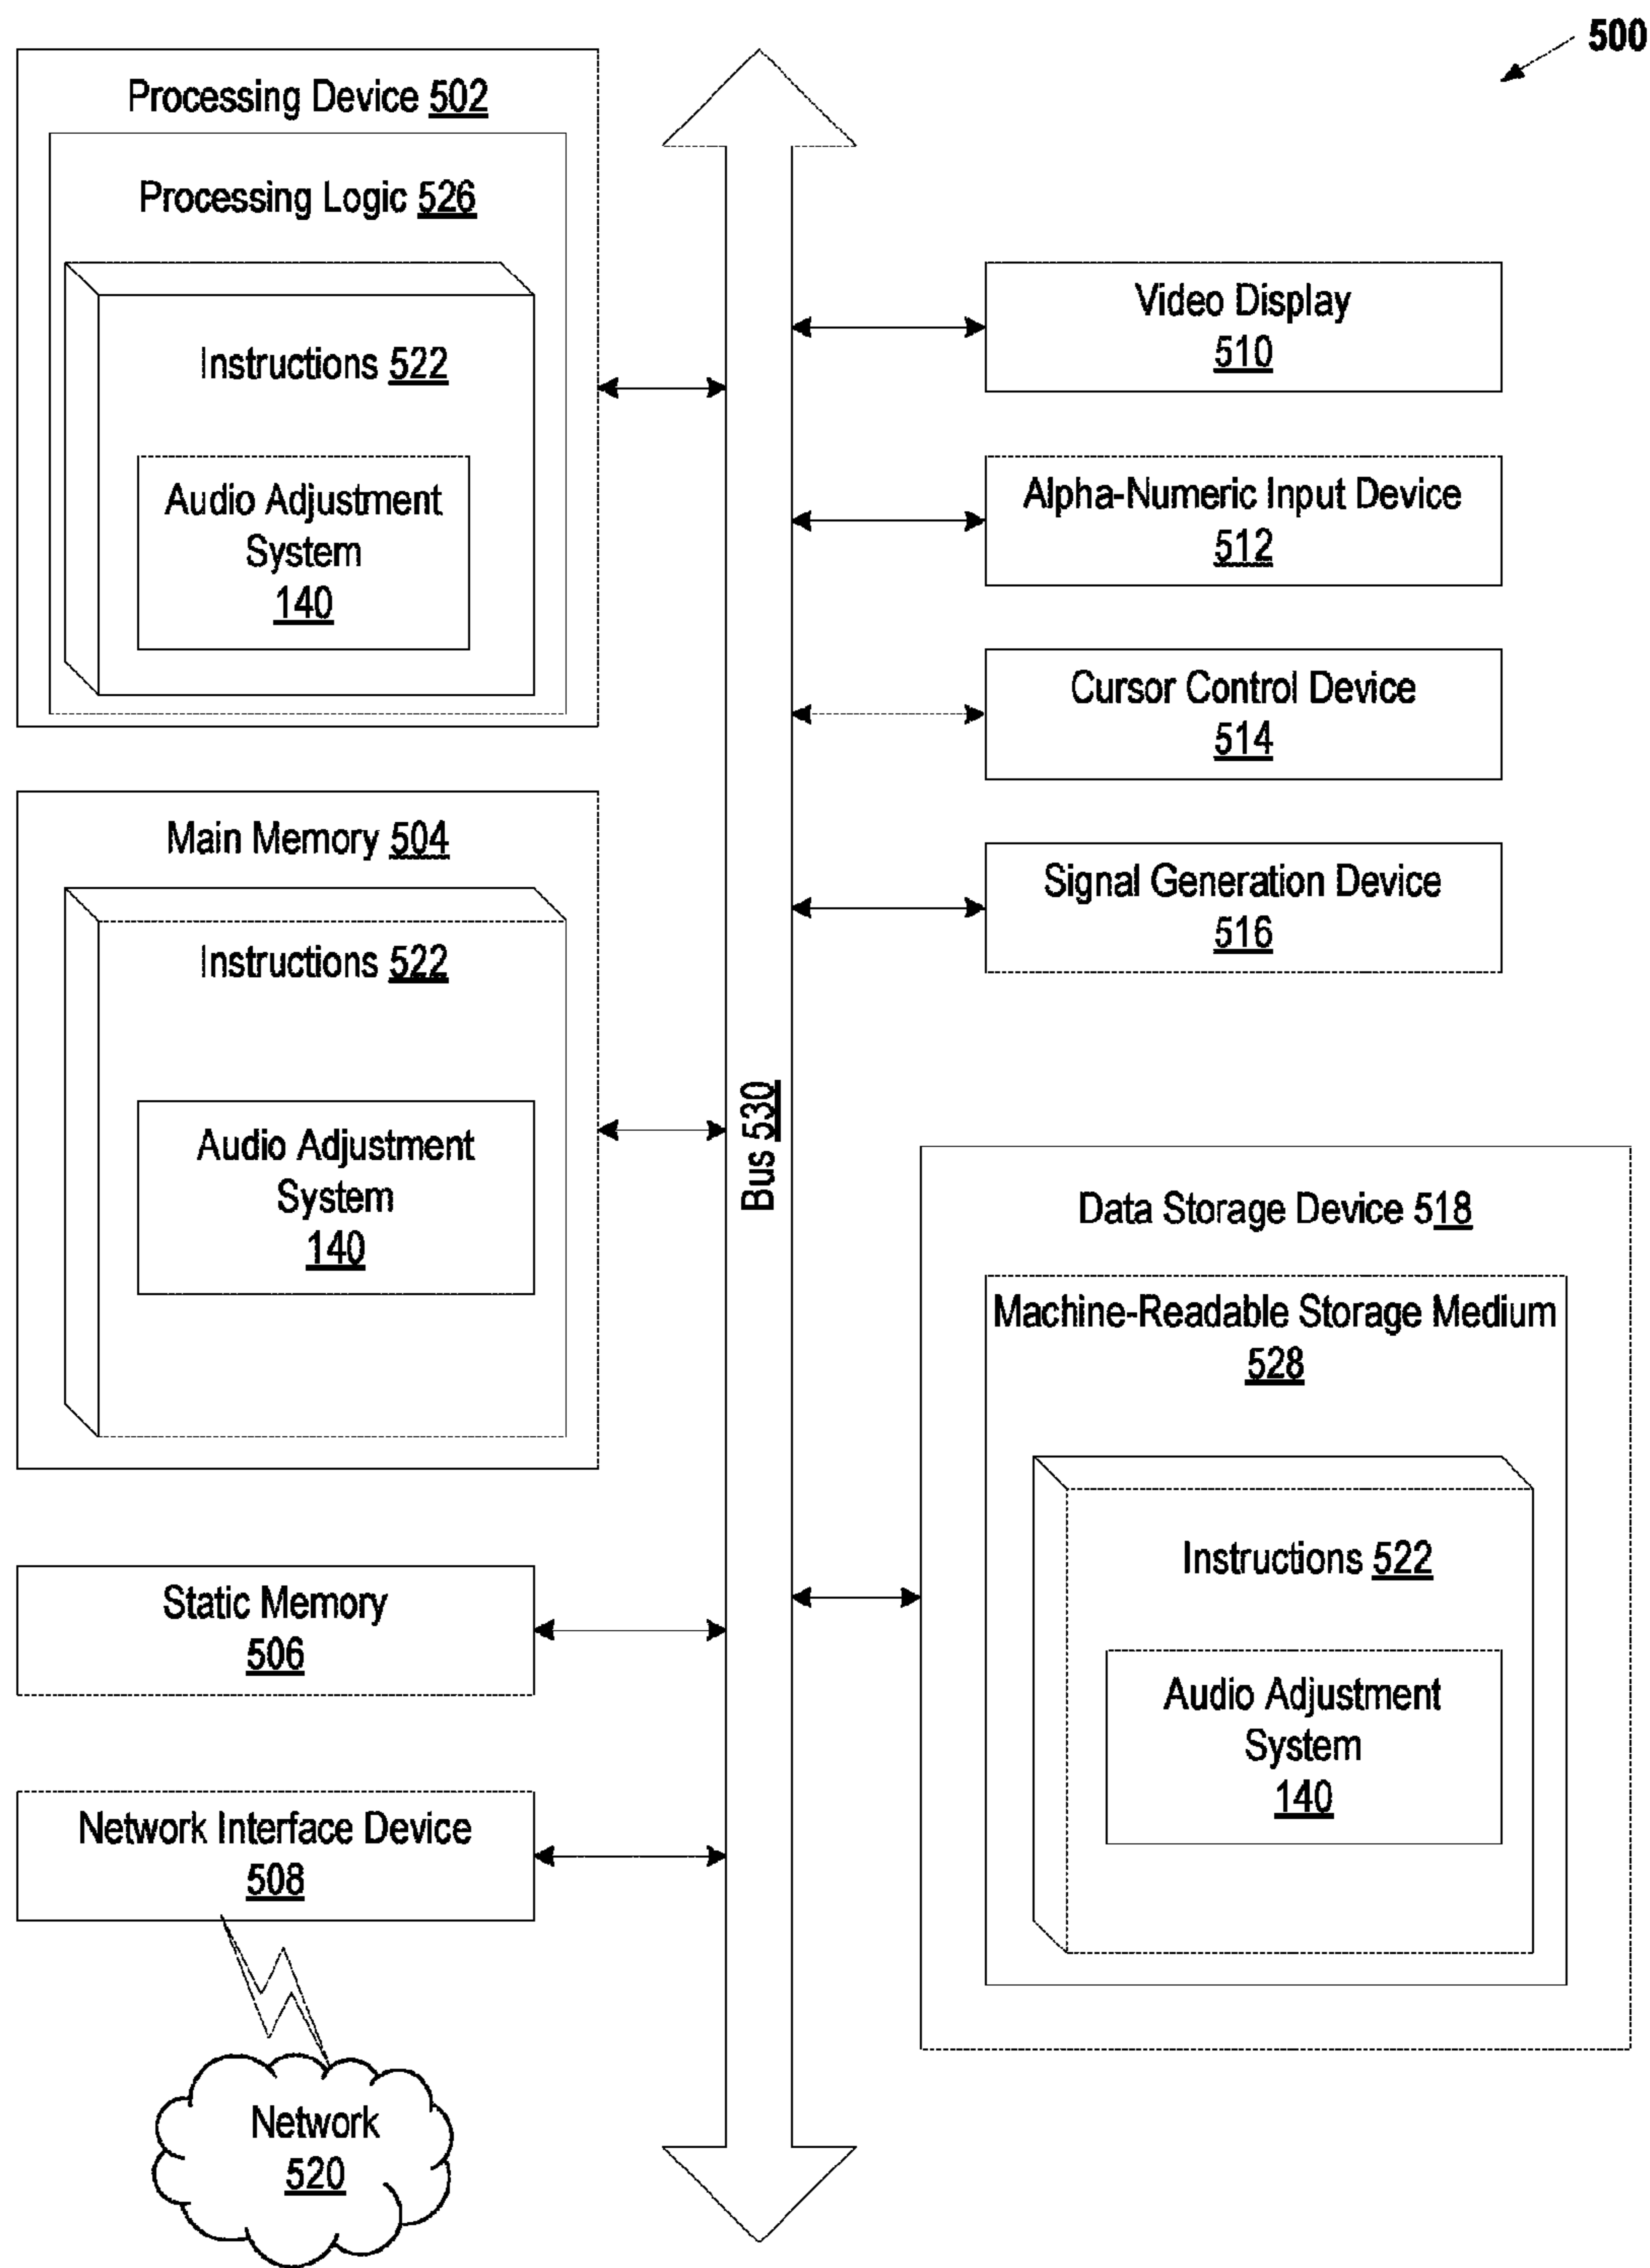 500
Processing Device 502
Processing Logic 526
Instructions 522
Audio Adjustment
System
140
Main Memory 504
Instructions 522
Audio Adjustment
System
140
Static Memory
506
Network Interface Device
508
Network
520
Bus 530
Video Display
510
Alpha-Numeric Input Device
512
Cursor Control Device
514
Signal Generation Device
516
Data Storage Device 518
Machine-Readable Storage Medium
528
Instructions 522
Audio Adjustment
System
140